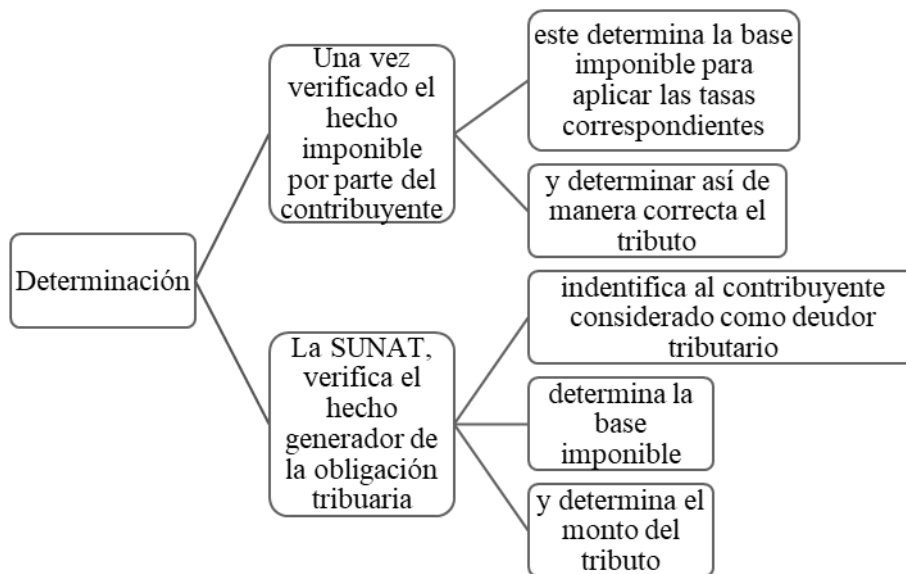 Determinación
Una vez
verificado el
hecho
imponible
por parte del
contribuyente
este determina la base
imponible para
aplicar las tasas
correspondientes
y determinar así de
manera correcta el
tributo
La SUNAT,
verifica el
hecho
generador de
la obligación
tribuaria
indentifica al contribuyente
considerado como deudor
tributario
determina la
base
imponible
y determina el
monto del
tributo